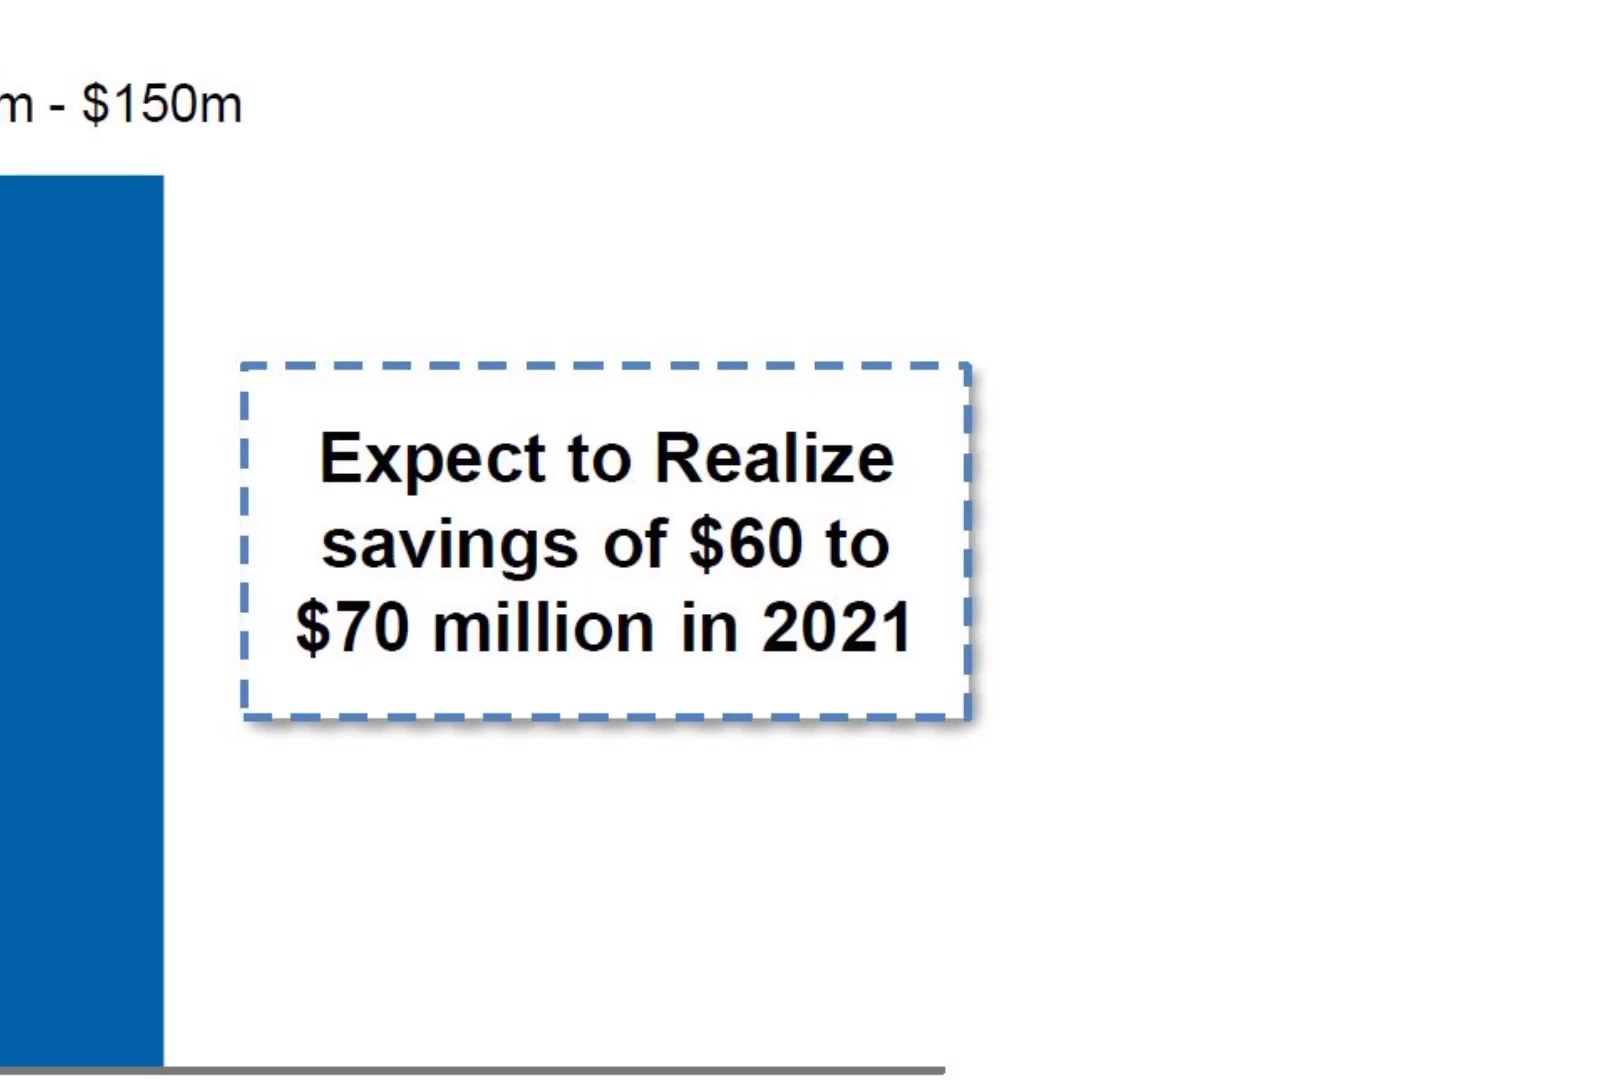 m - $150m
Expect to Realize
savings of $60 to
$70 million in 2021